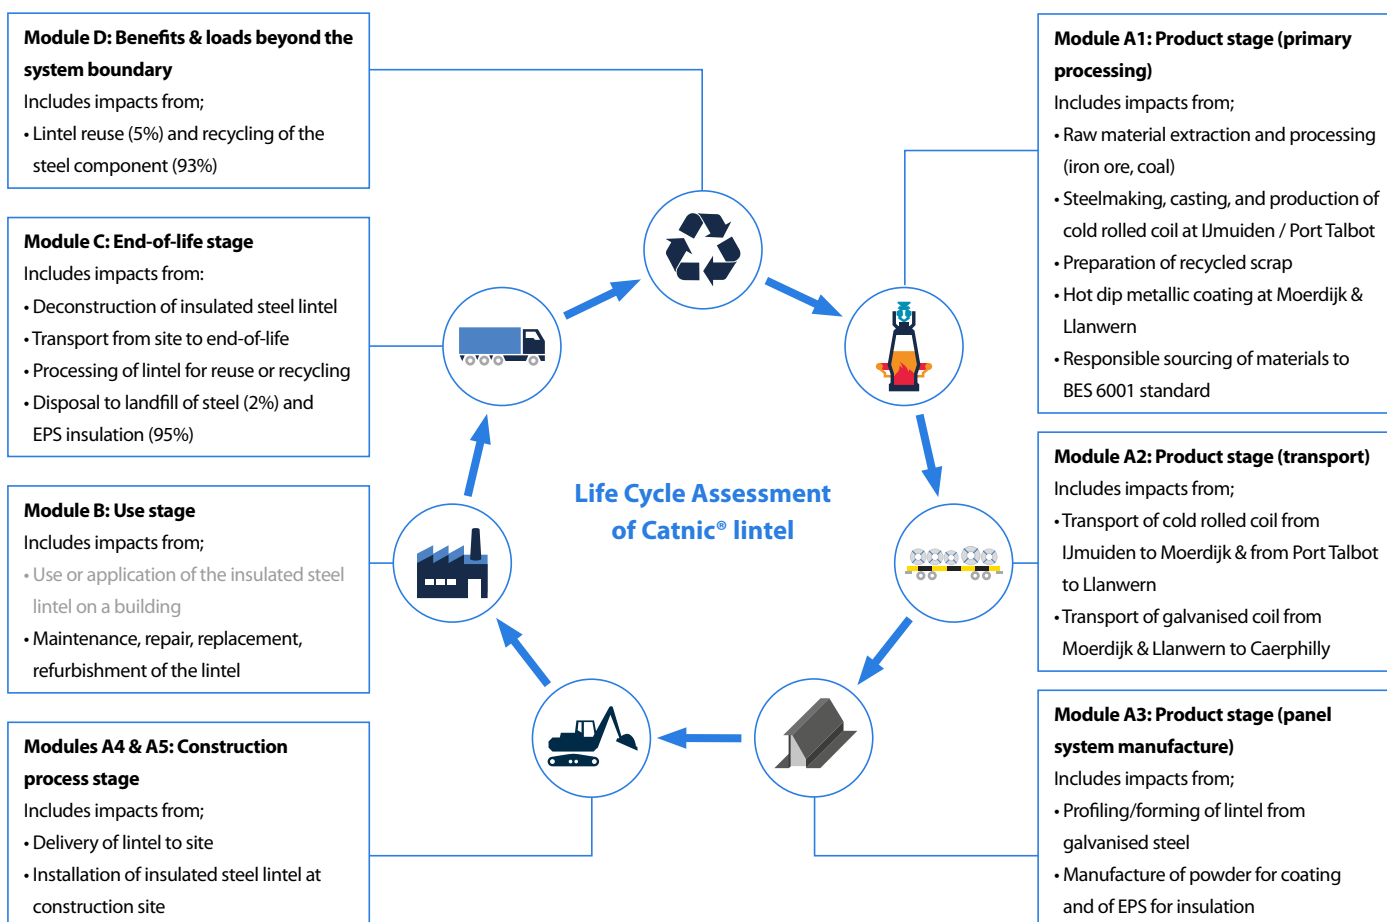 Module D: Benefits & loads beyond the
system boundary
Includes impacts from;
• Lintel reuse (5%) and recycling of the
steel component (93%)
Module C: End-of-life stage
Includes impacts from:
• Deconstruction of insulated steel lintel
• Transport from site to end-of-life
• Processing of lintel for reuse or recycling
• Disposal to landfill of steel (2%) and
EPS insulation (95%)
Module B: Use stage
Includes impacts from;
• Use or application of the insulated steel
lintel on a building
• Maintenance, repair, replacement,
refurbishment of the lintel
Modules A4 & A5: Construction
process stage
Includes impacts from;
• Delivery of lintel to site
• Installation of insulated steel lintel at
construction site
Life Cycle Assessment
of Catnic® lintel
Module A1: Product stage (primary
processing)
Includes impacts from;
• Raw material extraction and processing
(iron ore, coal)
• Steelmaking, casting, and production of
cold rolled coil at IJmuiden / Port Talbot
• Preparation of recycled scrap
• Hot dip metallic coating at Moerdijk &
Llanwern
• Responsible sourcing of materials to
BES 6001 standard
Module A2: Product stage (transport)
Includes impacts from;
• Transport of cold rolled coil from
IJmuiden to Moerdijk & from Port Talbot
to Llanwern
• Transport of galvanised coil from
Moerdijk & Llanwern to Caerphilly
Module A3: Product stage (panel
system manufacture)
Includes impacts from;
• Profiling/forming of lintel from
galvanised steel
• Manufacture of powder for coating
and of EPS for insulation